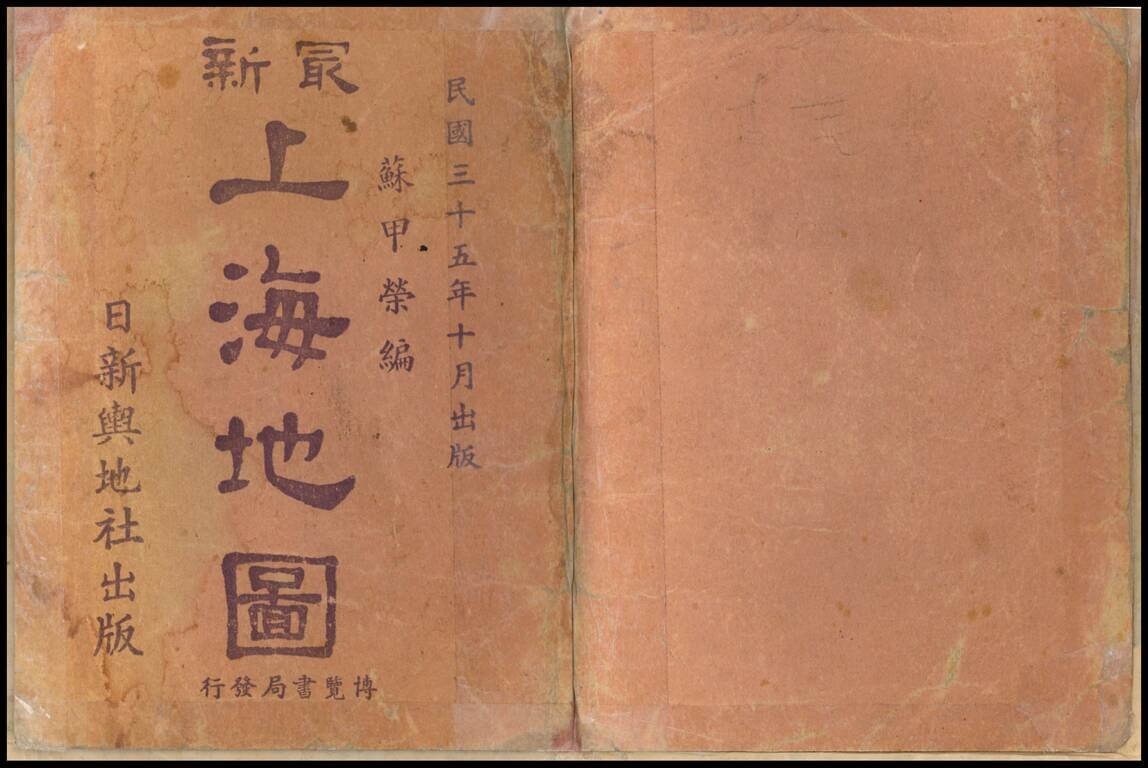 民國三十五年十月出版
蘇甲榮編
最新
上海地圖
博覽書局發行
日新輿地社出版